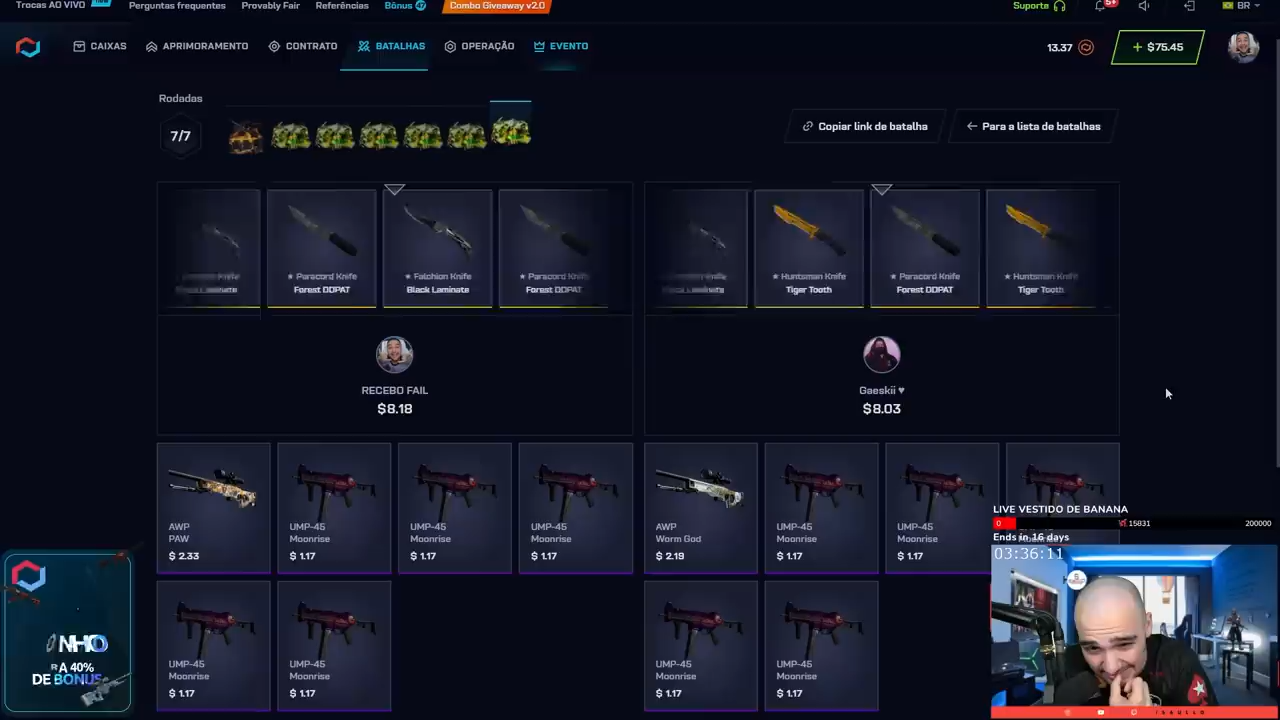 Trocas AO VIVO
Perguntas frequentes
Provably Fair
Referências
Bônus
Combo Giveaway v2.0
Suporte
5+
BR
CAIXAS
APRIMORAMENTO
CONTRATO
BATALHAS
OPERAÇÃO
EVENTO
13.37
+ $75.45
Rodadas
7/7
Copiar link de batalha
Para a lista de batalhas
Laminate
★ Paracord Knife
Forest DDPAT
★ Falchion Knife
Black Laminate
★ Paracord Knife
Forest DDPAT
Knife
Black Laminate
★ Huntsman Knife
Tiger Tooth
★ Paracord Knife
Forest DDPAT
★ Huntsman Knife
Tiger Tooth
RECEBO FAIL
$8.18
Gaeskii ♥
$8.03
AWP
PAW
$ 2.33
UMP-45
Moonrise
$ 1.17
UMP-45
Moonrise
$ 1.17
UMP-45
Moonrise
$ 1.17
AWP
Worm God
$ 2.19
UMP-45
Moonrise
$ 1.17
UMP-45
Moonrise
$ 1.17
LIVE VESTIDO DE BANANA
0
15831
200000
Ends in 16 days
03:36:11
UMP-45
Moonrise
$ 1.17
UMP-45
Moonrise
$ 1.17
UMP-45
Moonrise
$ 1.17
UMP-45
Moonrise
$ 1.17
NHO
A 40%
DE BONUS